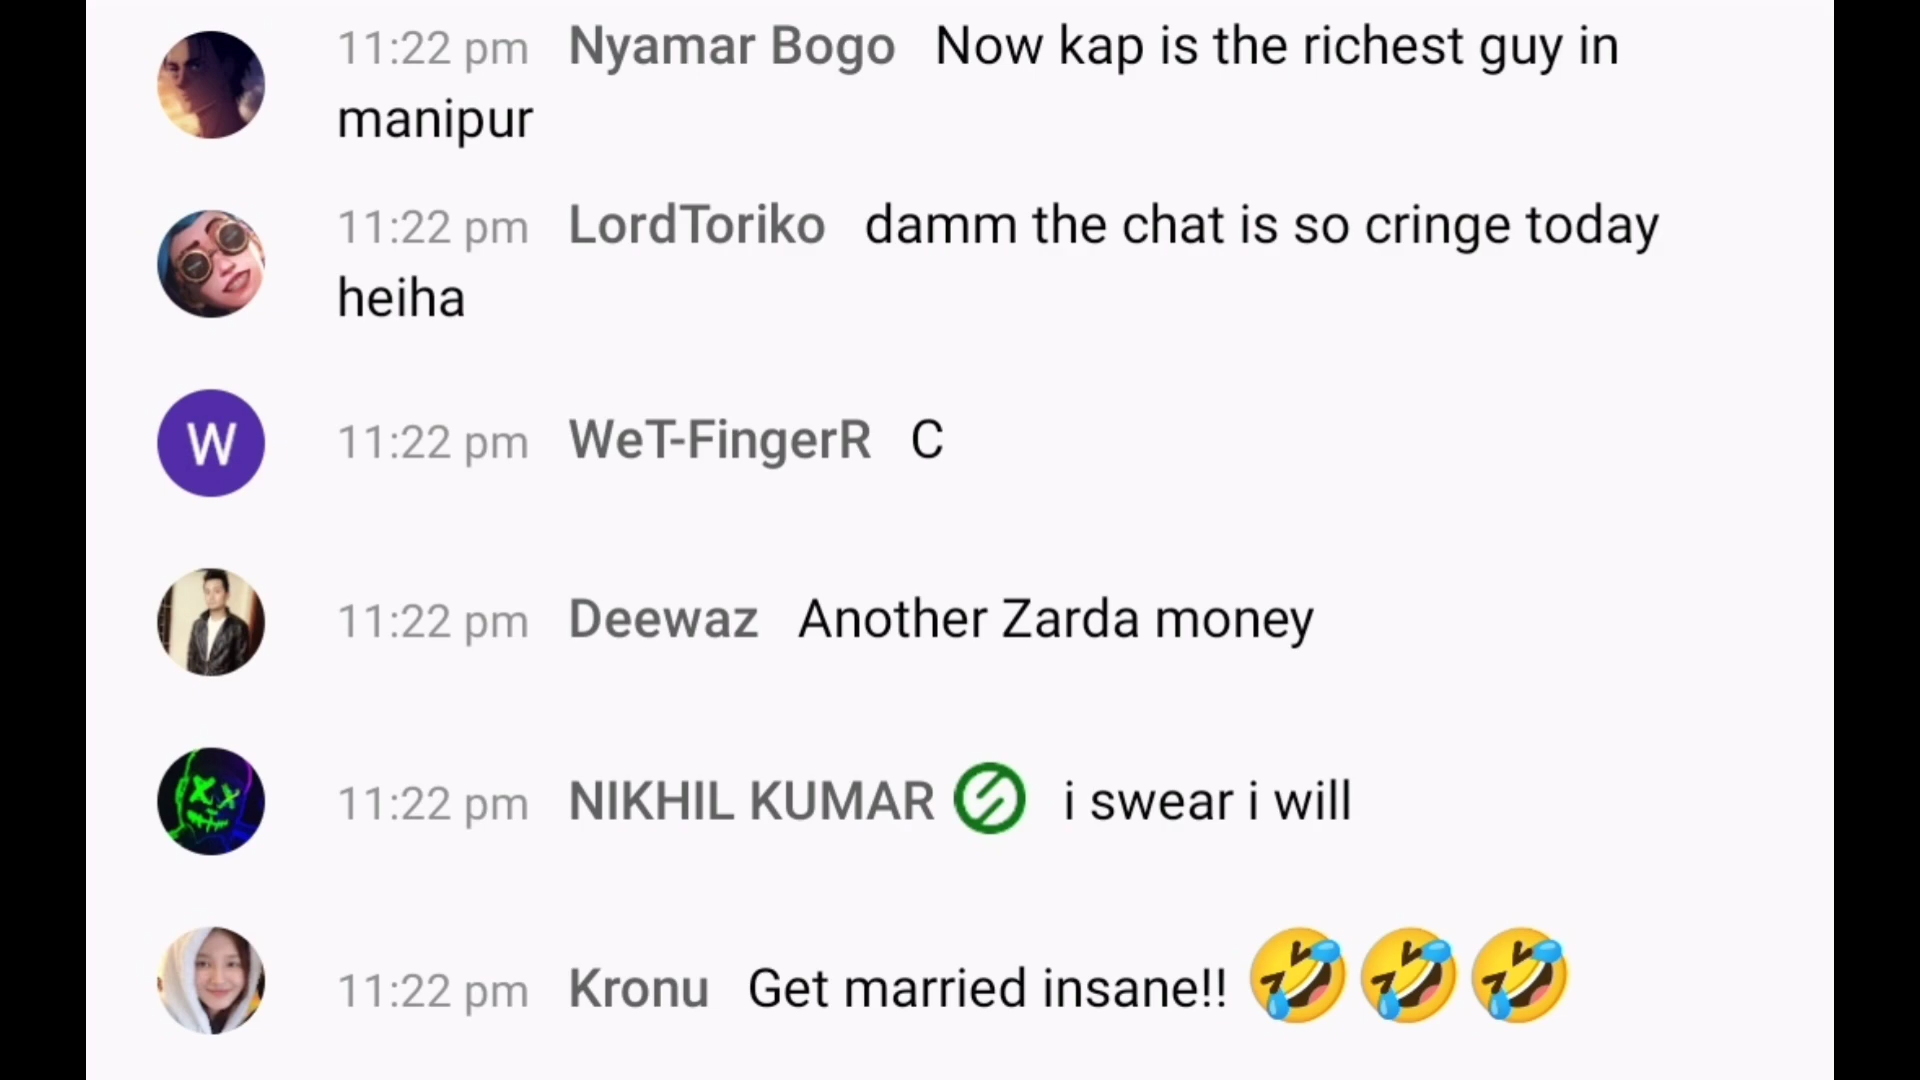 11:22 pm Nyamar Bogo Now kap is the richest guy in
manipur
11:22 pm LordToriko damm the chat is so cringe today
heiha
W 11:22 pm WeT-FingerR C
11:22 pm Deewaz Another Zarda money
11:22 pm NIKHIL KUMAR i swear i will
11:22 pm Kronu Get married insane!! 🤣🤣🤣